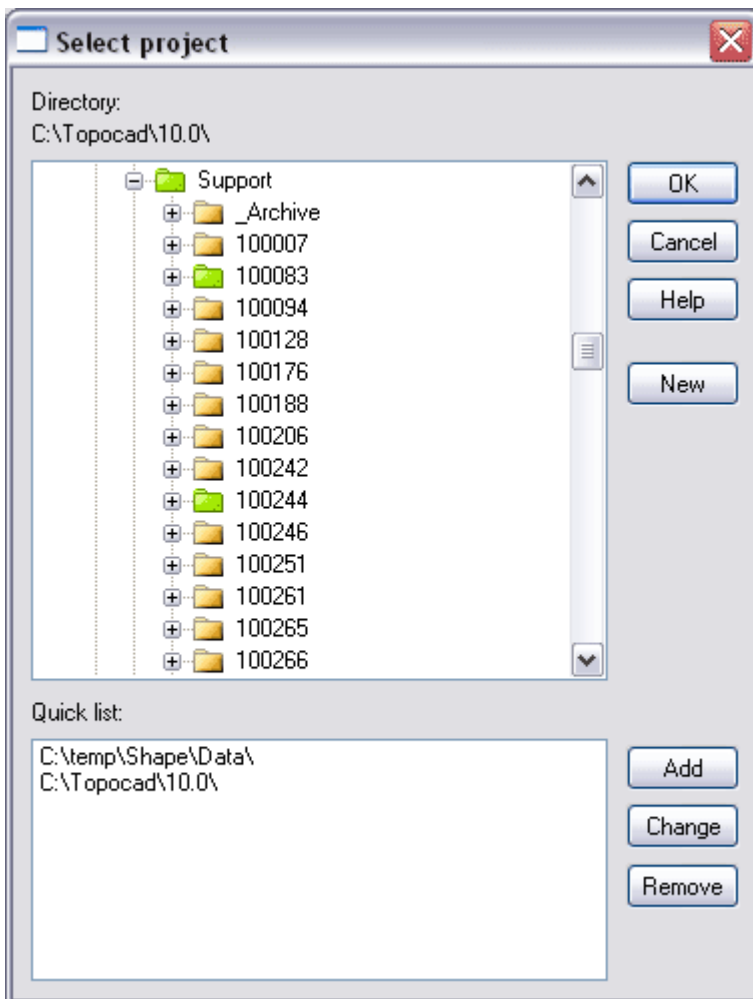 Select project
Directory:
C:\Topocad\10.0\
Support
_Archive
100007
100083
100094
100128
100176
100188
100206
100242
100244
100246
100251
100261
100265
100266
OK
Cancel
Help
New
Quick list:
C:\temp\Shape\Data\
C:\Topocad\10.0\
Add
Change
Remove